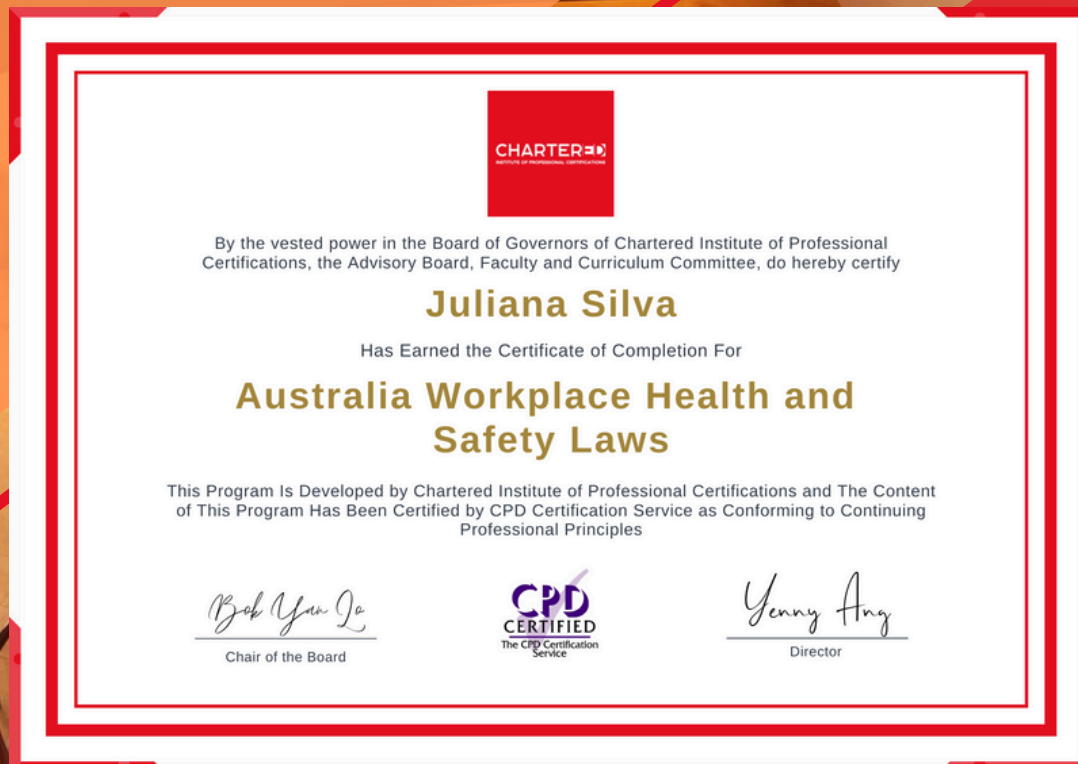 CHARTERED
INSTITUTE OF PROFESSIONAL CERTIFICATIONS
By the vested power in the Board of Governors of Chartered Institute of Professional
Certifications, the Advisory Board, Faculty and Curriculum Committee, do hereby certify
Juliana Silva
Has Earned the Certificate of Completion For
Australia Workplace Health and
Safety Laws
This Program Is Developed by Chartered Institute of Professional Certifications and The Content
of This Program Has Been Certified by CPD Certification Service as Conforming to Continuing
Professional Principles
Bok Yan Lo
Chair of the Board
CPD
CERTIFIED
The CPD Certification
Service
Yenny Ang
Director